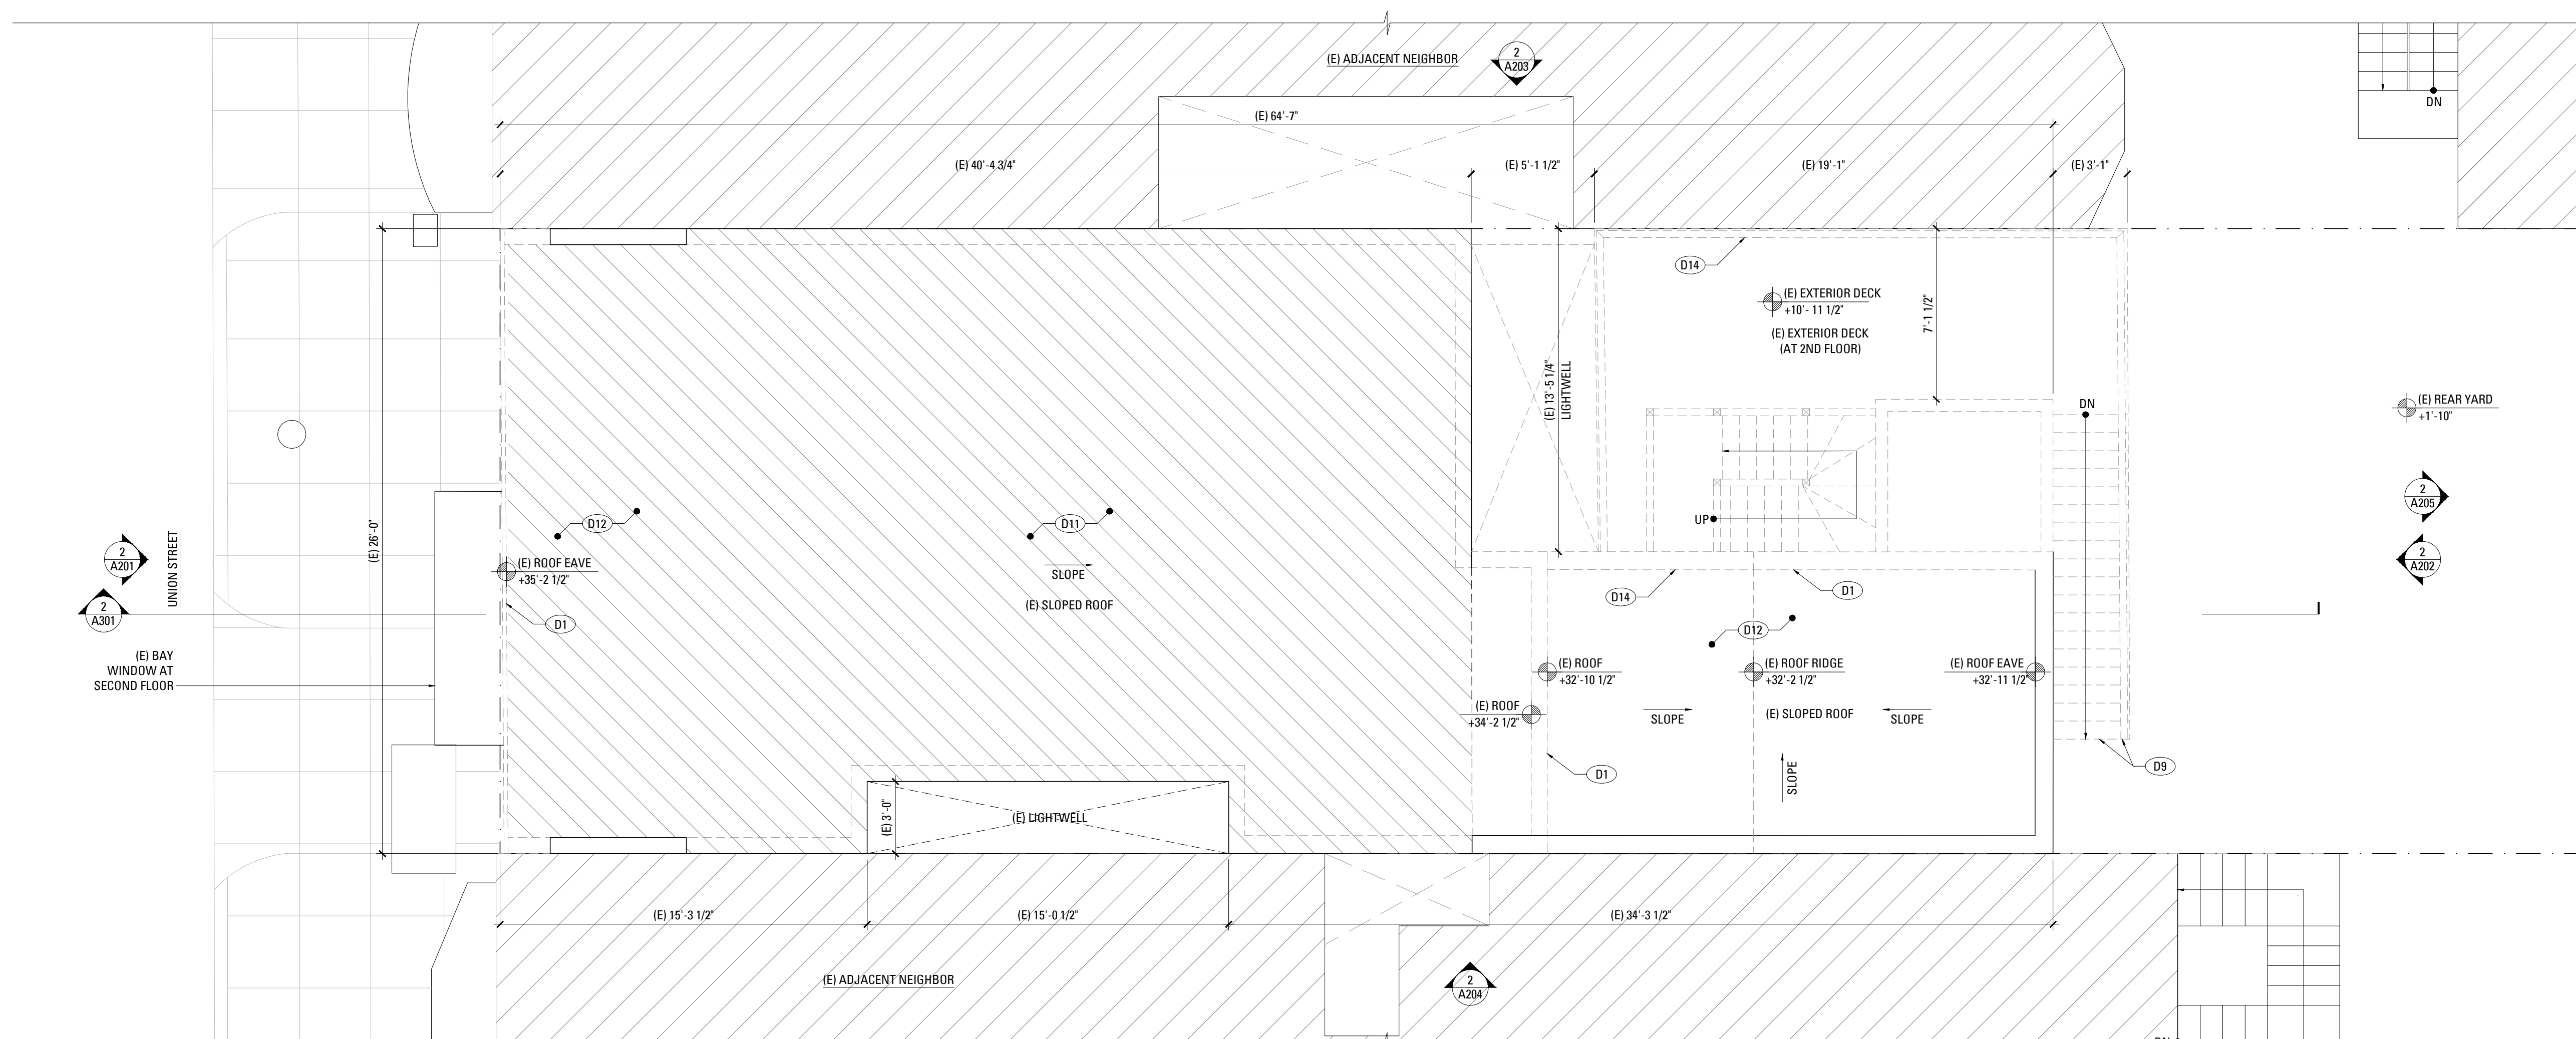 (E) ADJACENT NEIGHBOR
2
A203
DN
(E) 64'-7"
(E) 40'-4 3/4"
(E) 5'-1 1/2"
(E) 19'-1"
(E) 3'-1"
D14
(E) EXTERIOR DECK
+10'- 11 1/2"
(E) EXTERIOR DECK
(AT 2ND FLOOR)
7'-1 1/2"
(E) 13'-5 1/4"
LIGHTWELL
DN
(E) REAR YARD
+1'-10"
2
A205
2
A202
UP
(E) 26'-0"
D12
D11
2
A201
UNION STREET
2
A301
(E) ROOF EAVE
+35'-2 1/2"
SLOPE
(E) SLOPED ROOF
D1
D14
D1
D12
(E) BAY
WINDOW AT
SECOND FLOOR
(E) ROOF
+32'-10 1/2"
(E) ROOF RIDGE
+32'-2 1/2"
(E) ROOF EAVE
+32'-11 1/2"
(E) ROOF
+34'-2 1/2"
SLOPE
(E) SLOPED ROOF
SLOPE
SLOPE
D1
D9
(E) 3'-0"
(E) LIGHTWELL
(E) 15'-3 1/2"
(E) 15'-0 1/2"
(E) 34'-3 1/2"
(E) ADJACENT NEIGHBOR
2
A204